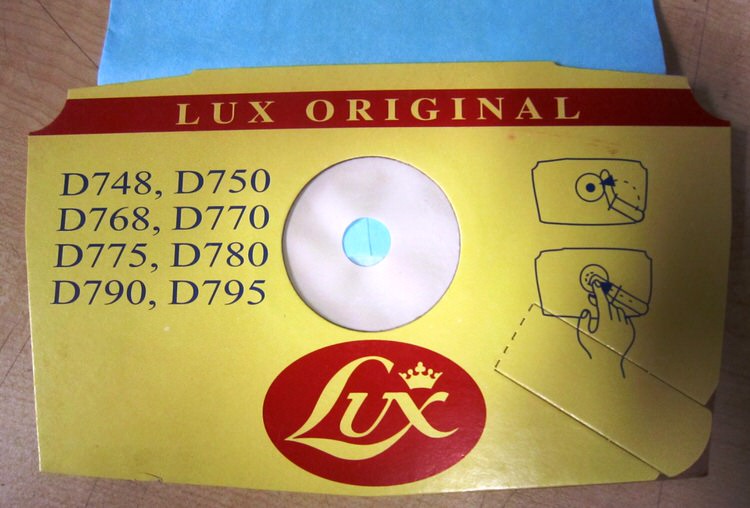 LUX ORIGINAL
D748, D750
D768, D770
D775, D780
D790, D795
Lux